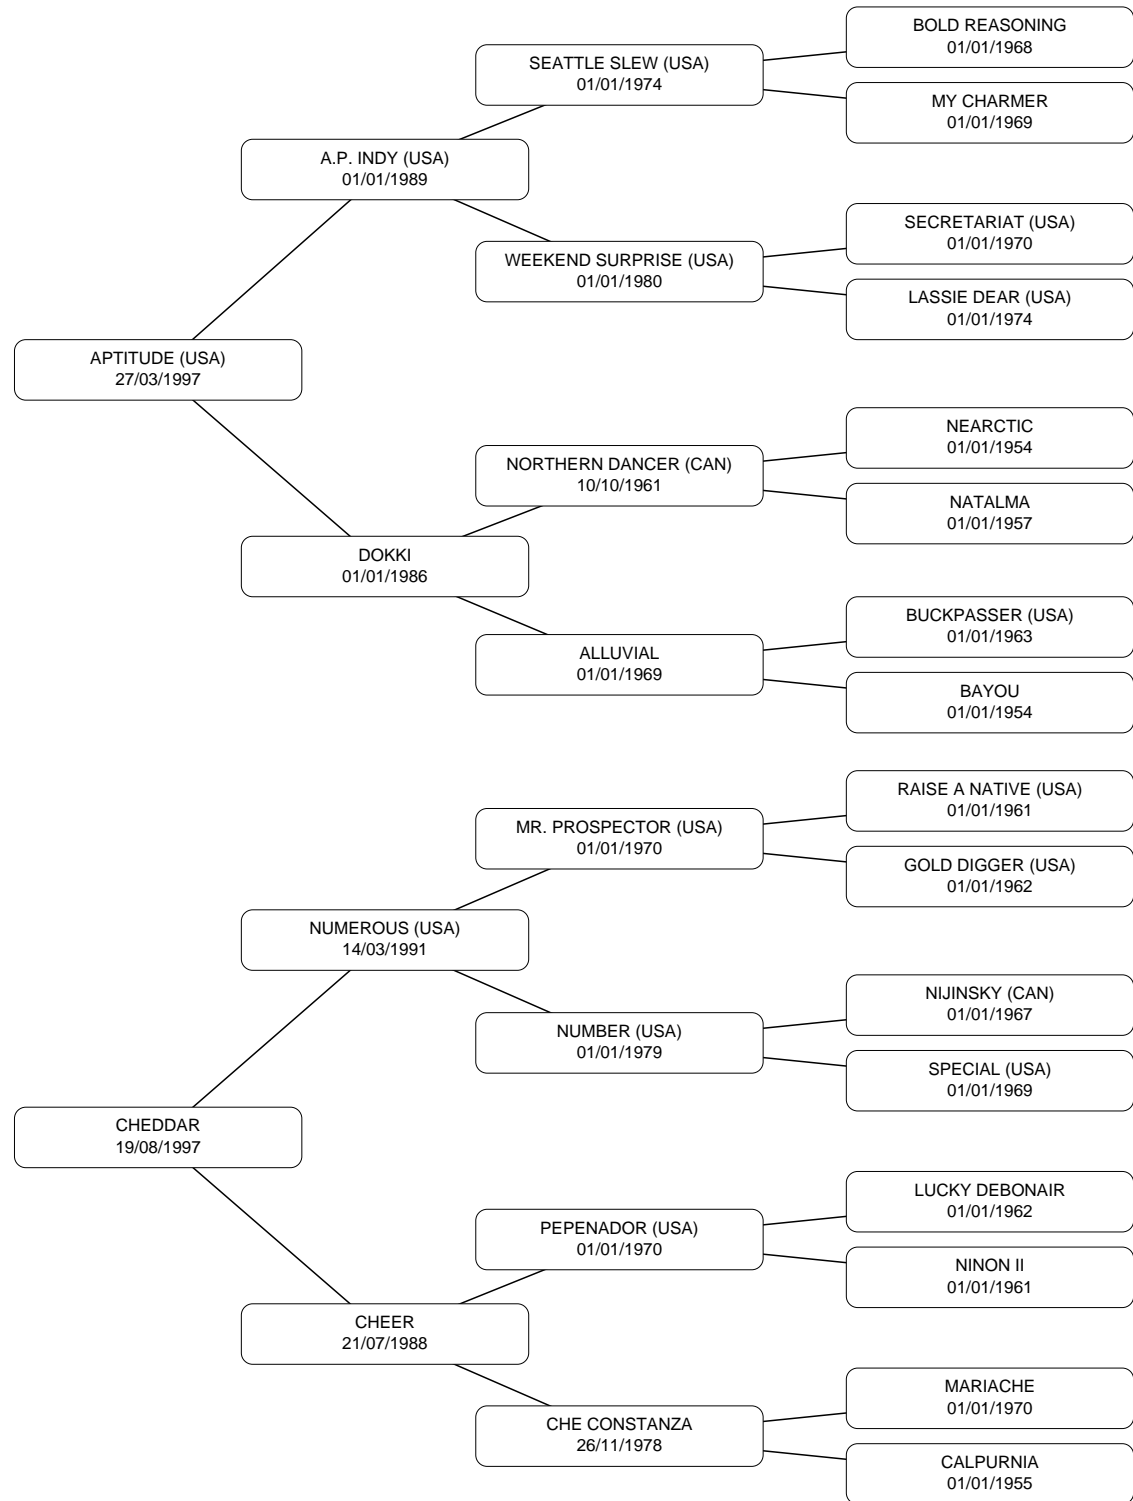 BOLD REASONING
01/01/1968
SEATTLE SLEW (USA)
01/01/1974
MY CHARMER
01/01/1969
A.P. INDY (USA)
01/01/1989
SECRETARIAT (USA)
01/01/1970
WEEKEND SURPRISE (USA)
01/01/1980
LASSIE DEAR (USA)
01/01/1974
APTITUDE (USA)
27/03/1997
NEARCTIC
01/01/1954
NORTHERN DANCER (CAN)
10/10/1961
NATALMA
01/01/1957
DOKKI
01/01/1986
BUCKPASSER (USA)
01/01/1963
ALLUVIAL
01/01/1969
BAYOU
01/01/1954
RAISE A NATIVE (USA)
01/01/1961
MR. PROSPECTOR (USA)
01/01/1970
GOLD DIGGER (USA)
01/01/1962
NUMEROUS (USA)
14/03/1991
NIJINSKY (CAN)
01/01/1967
NUMBER (USA)
01/01/1979
SPECIAL (USA)
01/01/1969
CHEDDAR
19/08/1997
LUCKY DEBONAIR
01/01/1962
PEPENADOR (USA)
01/01/1970
NINON II
01/01/1961
CHEER
21/07/1988
MARIACHE
01/01/1970
CHE CONSTANZA
26/11/1978
CALPURNIA
01/01/1955